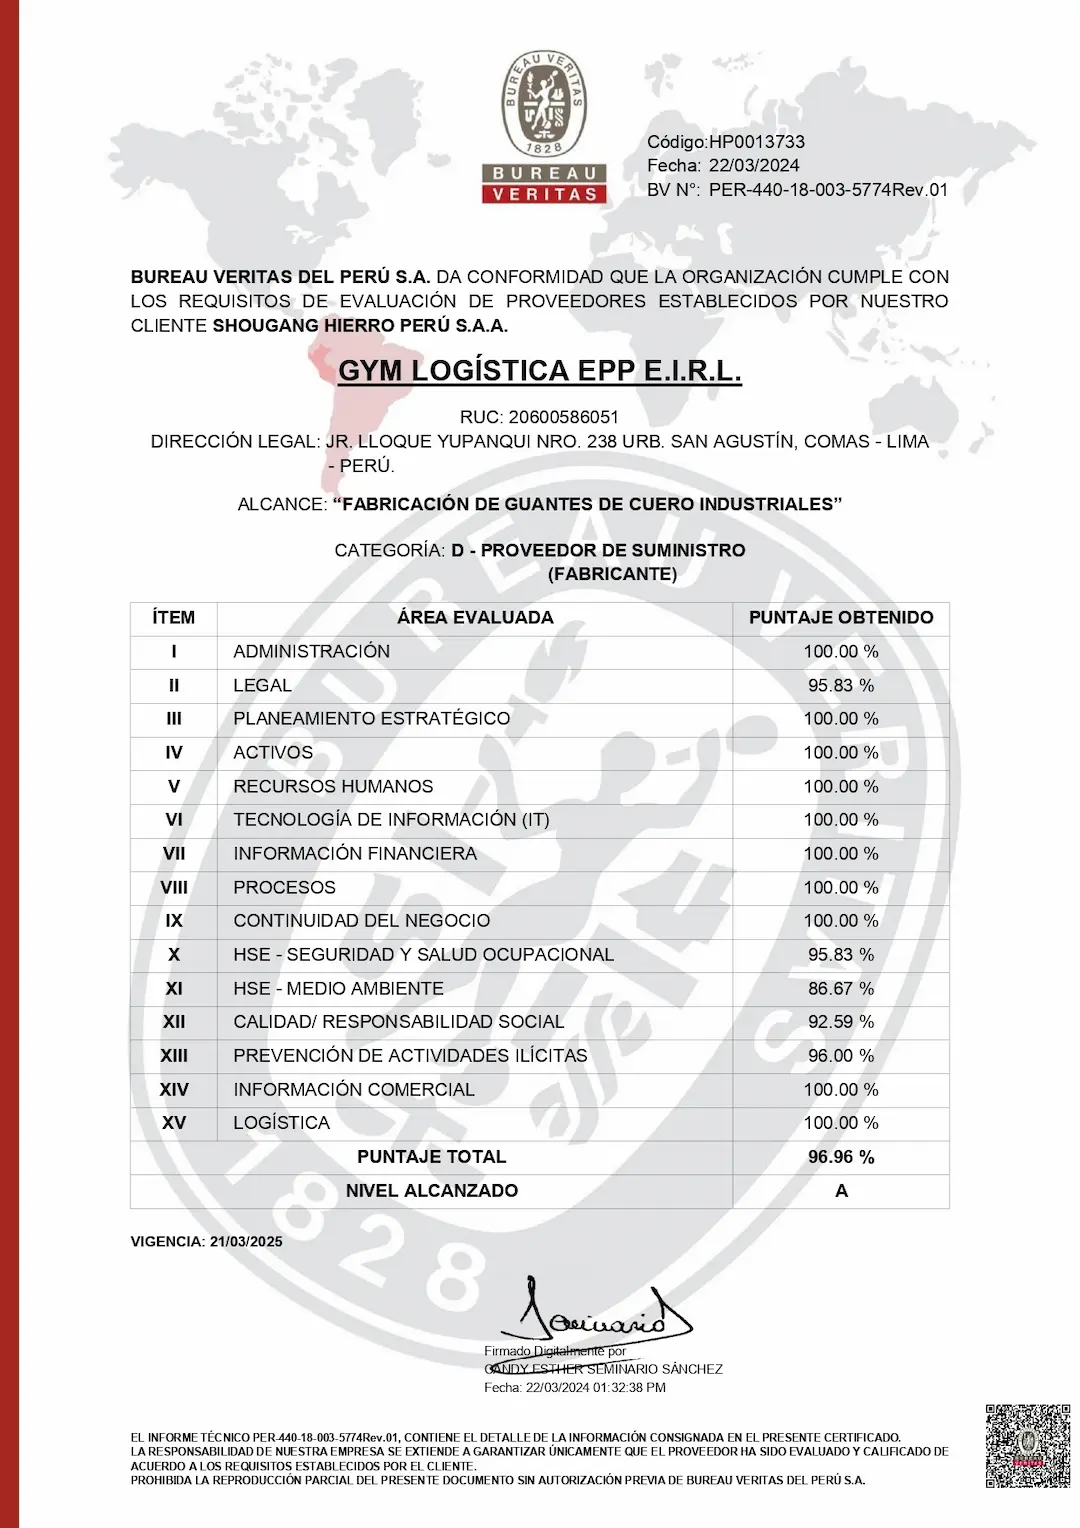 BUREAU VERITAS
1828
BUREAU
VERITAS
Código:HP0013733
Fecha: 22/03/2024
BV N°: PER-440-18-003-5774Rev.01
BUREAU VERITAS DEL PERÚ S.A. DA CONFORMIDAD QUE LA ORGANIZACIÓN CUMPLE CON
LOS REQUISITOS DE EVALUACIÓN DE PROVEEDORES ESTABLECIDOS POR NUESTRO
CLIENTE SHOUGANG HIERRO PERÚ S.A.A.
GYM LOGÍSTICA EPP E.I.R.L.
RUC: 20600586051
DIRECCIÓN LEGAL: JR. LLOQUE YUPANQUI NRO. 238 URB. SAN AGUSTÍN, COMAS - LIMA
- PERÚ.
ALCANCE: “FABRICACIÓN DE GUANTES DE CUERO INDUSTRIALES”
CATEGORÍA: D - PROVEEDOR DE SUMINISTRO
(FABRICANTE)
ÍTEM ÁREA EVALUADA PUNTAJE OBTENIDO
I ADMINISTRACIÓN 100.00 %
II LEGAL 95.83 %
III PLANEAMIENTO ESTRATÉGICO 100.00 %
IV ACTIVOS 100.00 %
V RECURSOS HUMANOS 100.00 %
VI TECNOLOGÍA DE INFORMACIÓN (IT) 100.00 %
VII INFORMACIÓN FINANCIERA 100.00 %
VIII PROCESOS 100.00 %
IX CONTINUIDAD DEL NEGOCIO 100.00 %
X HSE - SEGURIDAD Y SALUD OCUPACIONAL 95.83 %
XI HSE - MEDIO AMBIENTE 86.67 %
XII CALIDAD/ RESPONSABILIDAD SOCIAL 92.59 %
XIII PREVENCIÓN DE ACTIVIDADES ILÍCITAS 96.00 %
XIV INFORMACIÓN COMERCIAL 100.00 %
XV LOGÍSTICA 100.00 %
PUNTAJE TOTAL 96.96 %
NIVEL ALCANZADO A
BUREAU VERITAS
1828
VIGENCIA: 21/03/2025
Seminario S
Firmado Digitalmente por
CANDY ESTHER SEMINARIO SÁNCHEZ
Fecha: 22/03/2024 01:32:38 PM
EL INFORME TÉCNICO PER-440-18-003-5774Rev.01, CONTIENE EL DETALLE DE LA INFORMACIÓN CONSIGNADA EN EL PRESENTE CERTIFICADO.
LA RESPONSABILIDAD DE NUESTRA EMPRESA SE EXTIENDE A GARANTIZAR ÚNICAMENTE QUE EL PROVEEDOR HA SIDO EVALUADO Y CALIFICADO DE
ACUERDO A LOS REQUISITOS ESTABLECIDOS POR EL CLIENTE.
PROHIBIDA LA REPRODUCCIÓN PARCIAL DEL PRESENTE DOCUMENTO SIN AUTORIZACIÓN PREVIA DE BUREAU VERITAS DEL PERÚ S.A.